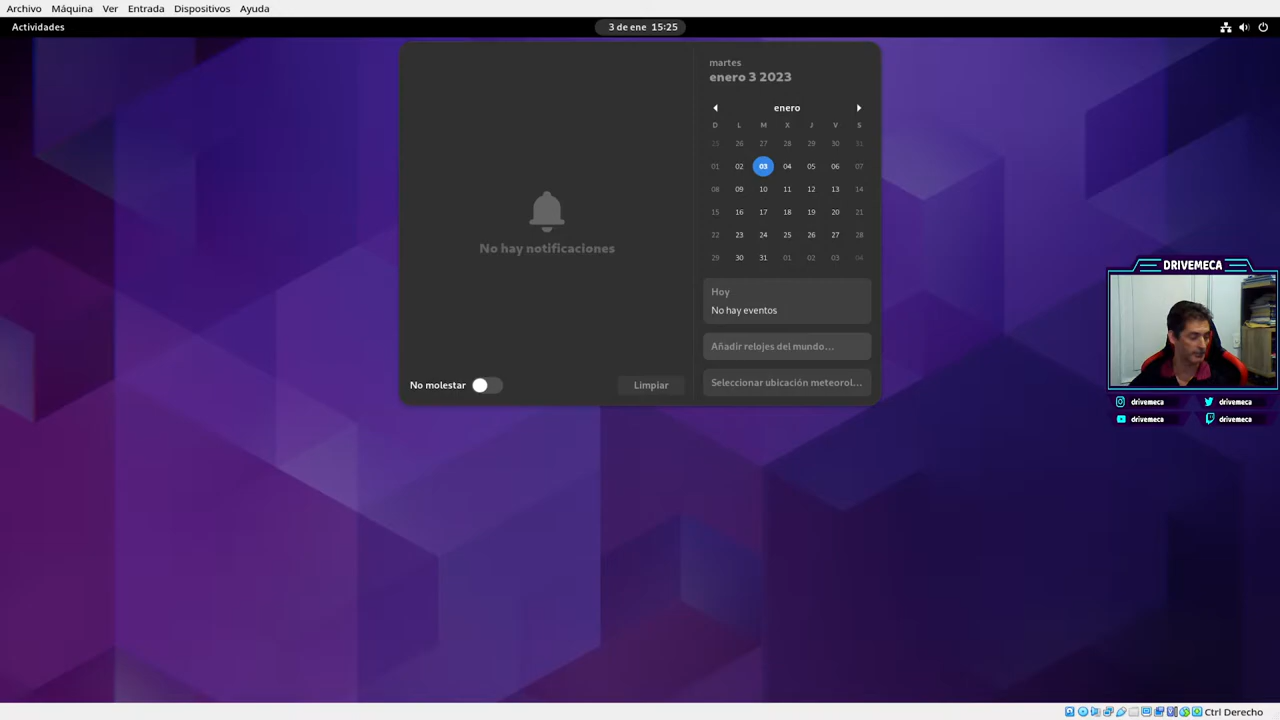 Archivo Máquina Ver Entrada Dispositivos Ayuda
Actividades 3 de ene 15:25
martes
enero 3 2023
enero
D L M X J V S
25 26 27 28 29 30 31
01 02 03 04 05 06 07
08 09 10 11 12 13 14
15 16 17 18 19 20 21
22 23 24 25 26 27 28
29 30 31 01 02 03 04
No hay notificaciones
Hoy
No hay eventos
Añadir relojes del mundo...
Seleccionar ubicación meteorol...
No molestar Limpiar
DRIVEMECA
drivemeca drivemeca
drivemeca drivemeca
Ctrl Derecho